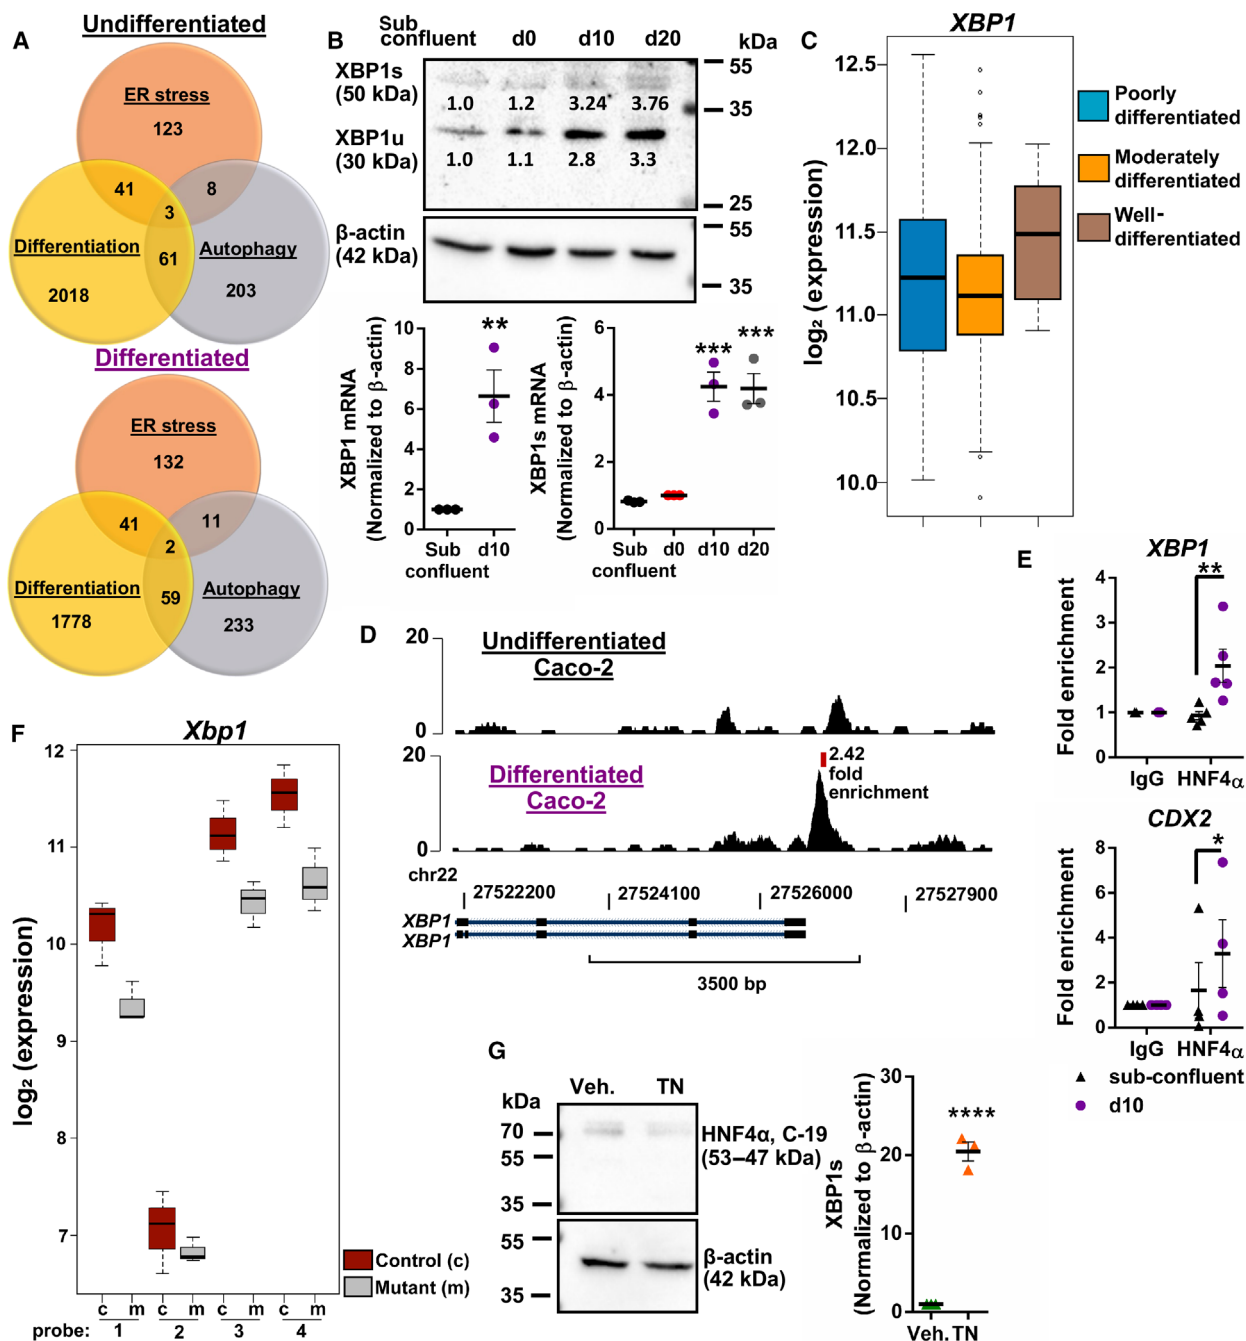 A
Undifferentiated
ER stress
123
41
8
3
Differentiation
Autophagy
61
2018
203
Differentiated
ER stress
132
41
11
2
Differentiation
Autophagy
59
1778
233
B
Sub
confluent
d0
d10
d20
kDa
XBP1s
(50 kDa)
1.0
1.2
3.24
3.76
55
35
XBP1u
(30 kDa)
1.0
1.1
2.8
3.3
25
β-actin
(42 kDa)
55
35
XBP1 mRNA
(Normalized to β-actin)
10
8
6
4
2
0
**
Sub
confluent
d10
XBP1s mRNA
(Normalized to β-actin)
6
4
2
0
***
***
Sub
confluent
d0
d10
d20
C
XBP1
log₂ (expression)
12.5
12.0
11.5
11.0
10.5
10.0
Poorly
differentiated
Moderately
differentiated
Well-
differentiated
D
20
0
Undifferentiated
Caco-2
20
0
Differentiated
Caco-2
2.42
fold
enrichment
chr22
27522200
27524100
27526000
27527900
XBP1
XBP1
3500 bp
E
XBP1
Fold enrichment
4
3
2
1
0
**
IgG
HNF4α
CDX2
Fold enrichment
8
6
4
2
0
*
IgG
HNF4α
sub-confluent
d10
F
Xbp1
log₂ (expression)
12
11
10
9
8
7
c m c m c m c m
probe: 1 2 3 4
Control (c)
Mutant (m)
G
Veh.
TN
kDa
70
55
35
HNF4α, C-19
(53–47 kDa)
55
35
β-actin
(42 kDa)
XBP1s
(Normalized to β-actin)
30
20
10
0
****
Veh. TN